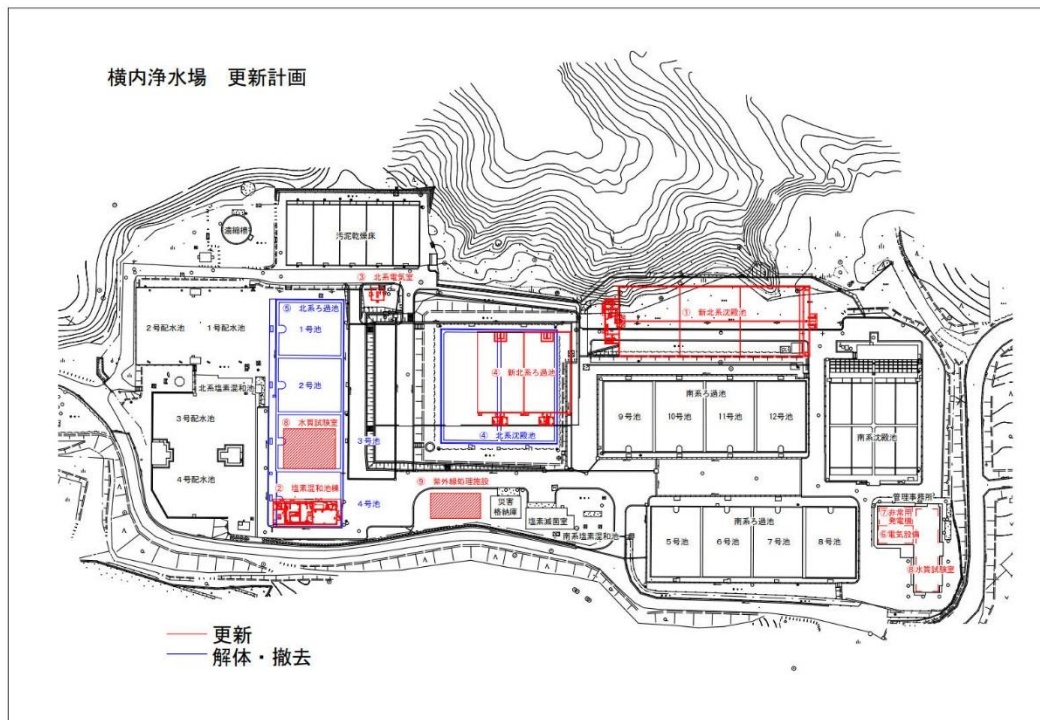 横内浄水場 更新計画
濃縮槽
汚泥乾燥床
③ 北系電気室
① 新北系沈殿池
2号配水池
1号配水池
⑤ 北系ろ過池
1号池
2号池
北系塩素混和池
④ 新北系ろ過池
④ 北系沈殿池
南系ろ過池
9号池
10号池
11号池
12号池
南系沈殿池
3号配水池
4号配水池
⑧ 水質試験室
3号池
② 塩素混和池棟
4号池
⑨ 紫外線処理施設
災害
格納庫
塩素滅菌室
南系塩素混和池
南系ろ過池
5号池
6号池
7号池
8号池
管理事務所
⑦非常用
発電機
⑥電気設備
⑧水質試験室
更新
解体・撤去